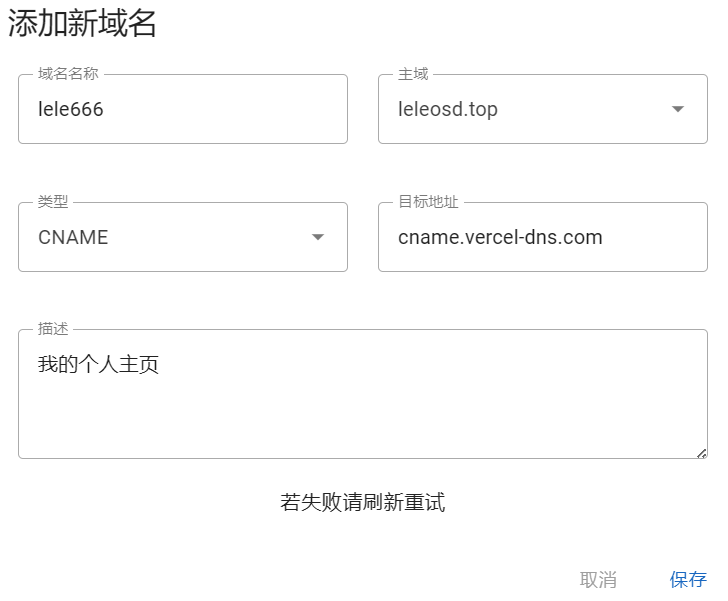 添加新域名
域名名称
lele666
主域
leleosd.top
类型
CNAME
目标地址
cname.vercel-dns.com
描述
我的个人主页
若失败请刷新重试
取消
保存